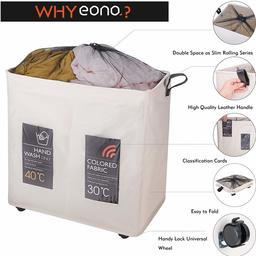 WHY eono.?
Double Space as Slim Rolling Series
High Quality Leather Handle
Classification Cards
HAND
WASH ONLY
40°C
COLORED
FABRIC
30°C
Easy to Fold
Handy Lock Universal
Wheel